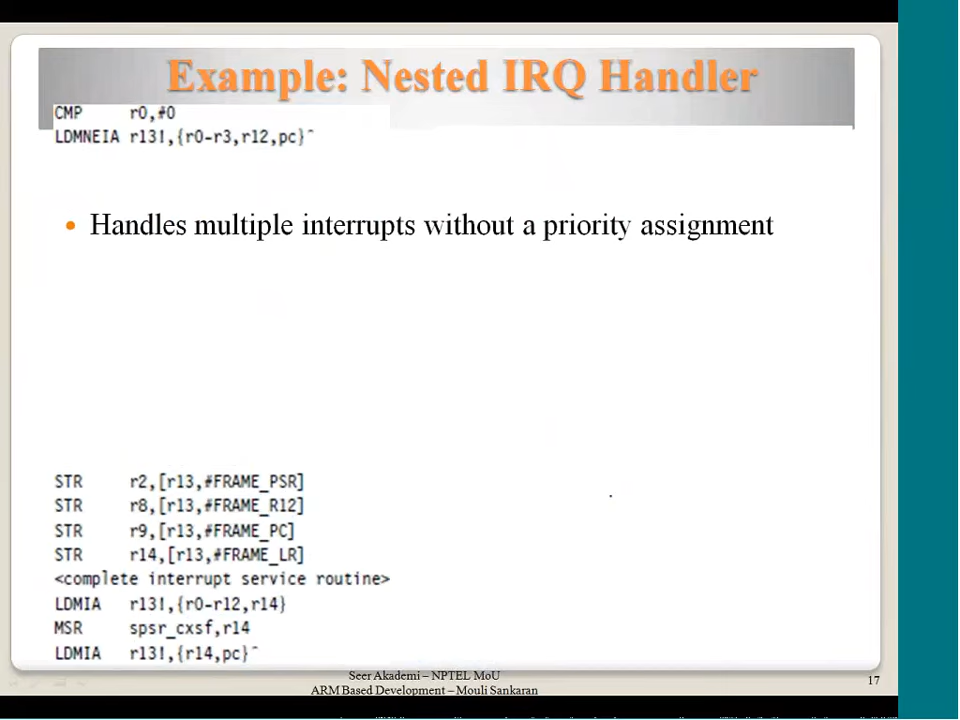 Example: Nested IRQ Handler
CMP r0,#0
LDMNEIA r13!,{r0-r3,r12,pc}^
• Handles multiple interrupts without a priority assignment
STR r2,[r13,#FRAME_PSR]
STR r8,[r13,#FRAME_R12]
STR r9,[r13,#FRAME_PC]
STR r14,[r13,#FRAME_LR]
<complete interrupt service routine>
LDMIA r13!,{r0-r12,r14}
MSR spsr_cxsf,r14
LDMIA r13!,{r14,pc}^
Seer Akademi – NPTEL MoU
ARM Based Development – Mouli Sankaran
17